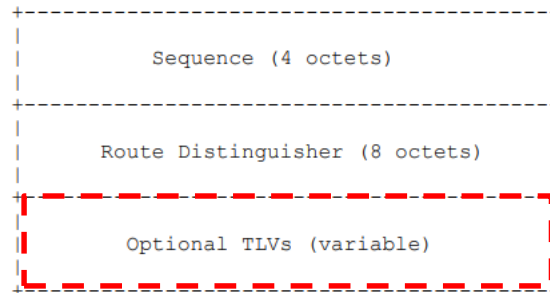 Sequence (4 octets)
Route Distinguisher (8 octets)
Optional TLVs (variable)